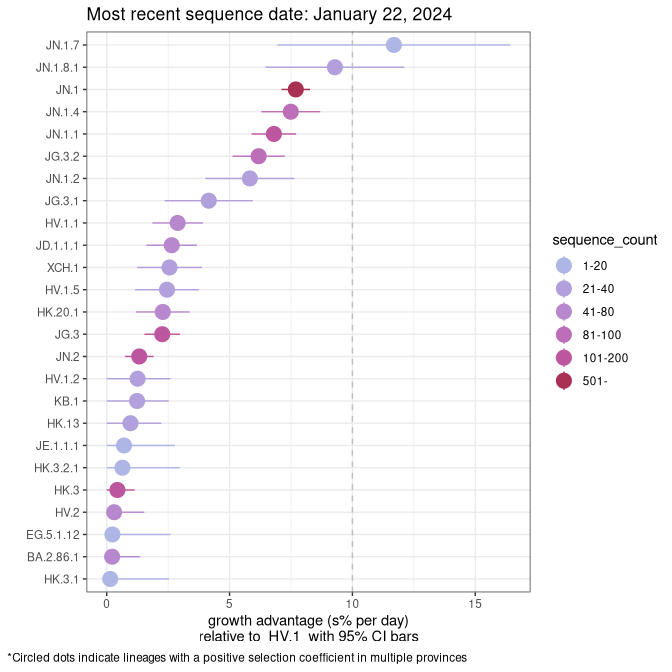 Most recent sequence date: January 22, 2024
JN.1.7
JN.1.8.1
JN.1
JN.1.4
JN.1.1
JG.3.2
JN.1.2
JG.3.1
HV.1.1
JD.1.1.1
XCH.1
HV.1.5
HK.20.1
JG.3
JN.2
HV.1.2
KB.1
HK.13
JE.1.1.1
HK.3.2.1
HK.3
HV.2
EG.5.1.12
BA.2.86.1
HK.3.1
0 5 10 15
growth advantage (s% per day)
relative to HV.1 with 95% CI bars
sequence_count
1-20
21-40
41-80
81-100
101-200
501-
*Circled dots indicate lineages with a positive selection coefficient in multiple provinces